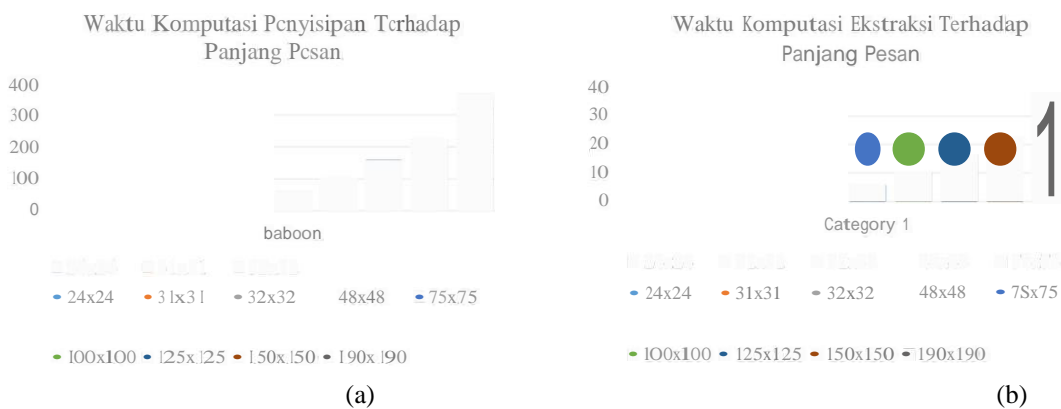 Waktu Komputasi Penyisipan Terhadap
Panjang Pesan
400
300
200
100
0
baboon
24x24 31x31 32x32 48x48 75x75
100x100 125x125 150x150 190x190
(a)
Waktu Komputasi Ekstraksi Terhadap
Panjang Pesan
40
30
20
10
0
1
Category 1
24x24 31x31 32x32 48x48 7Sx75
100x100 125x125 150x150 190x190
(b)